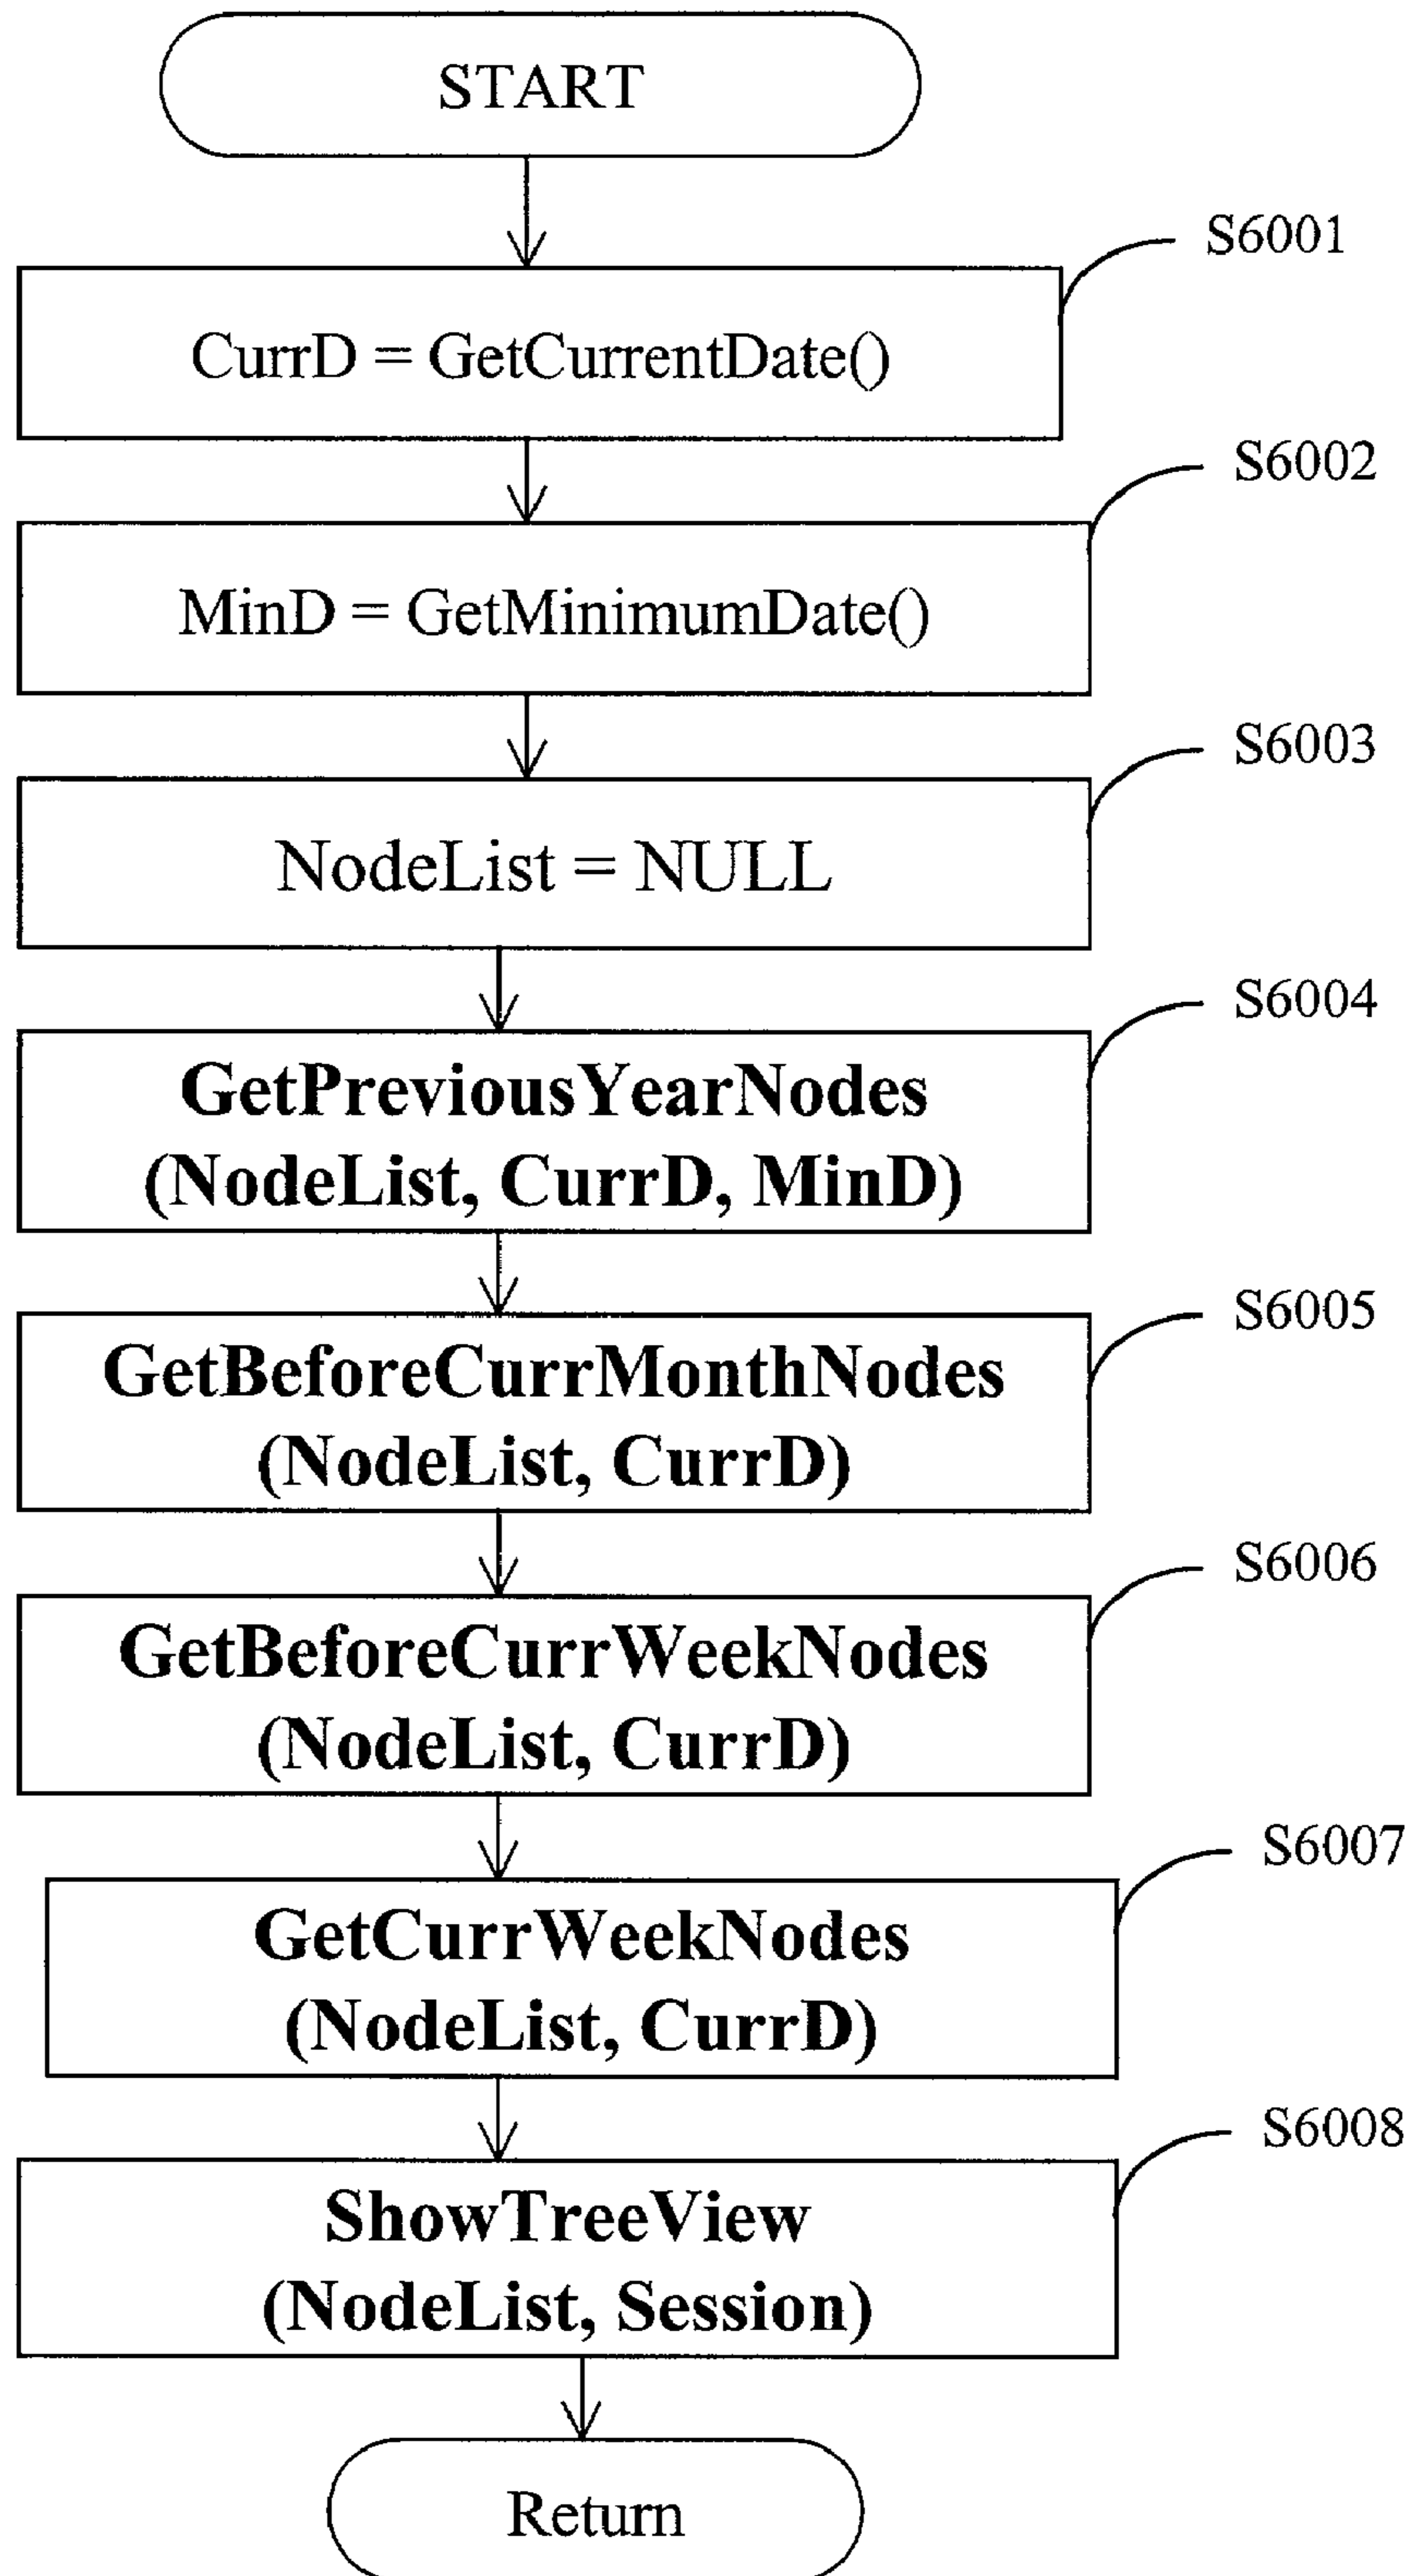 START
S6001
CurrD = GetCurrentDate()
S6002
MinD = GetMinimumDate()
S6003
NodeList = NULL
S6004
GetPreviousYearNodes
(NodeList, CurrD, MinD)
S6005
GetBeforeCurrMonthNodes
(NodeList, CurrD)
S6006
GetBeforeCurrWeekNodes
(NodeList, CurrD)
S6007
GetCurrWeekNodes
(NodeList, CurrD)
S6008
ShowTreeView
(NodeList, Session)
Return